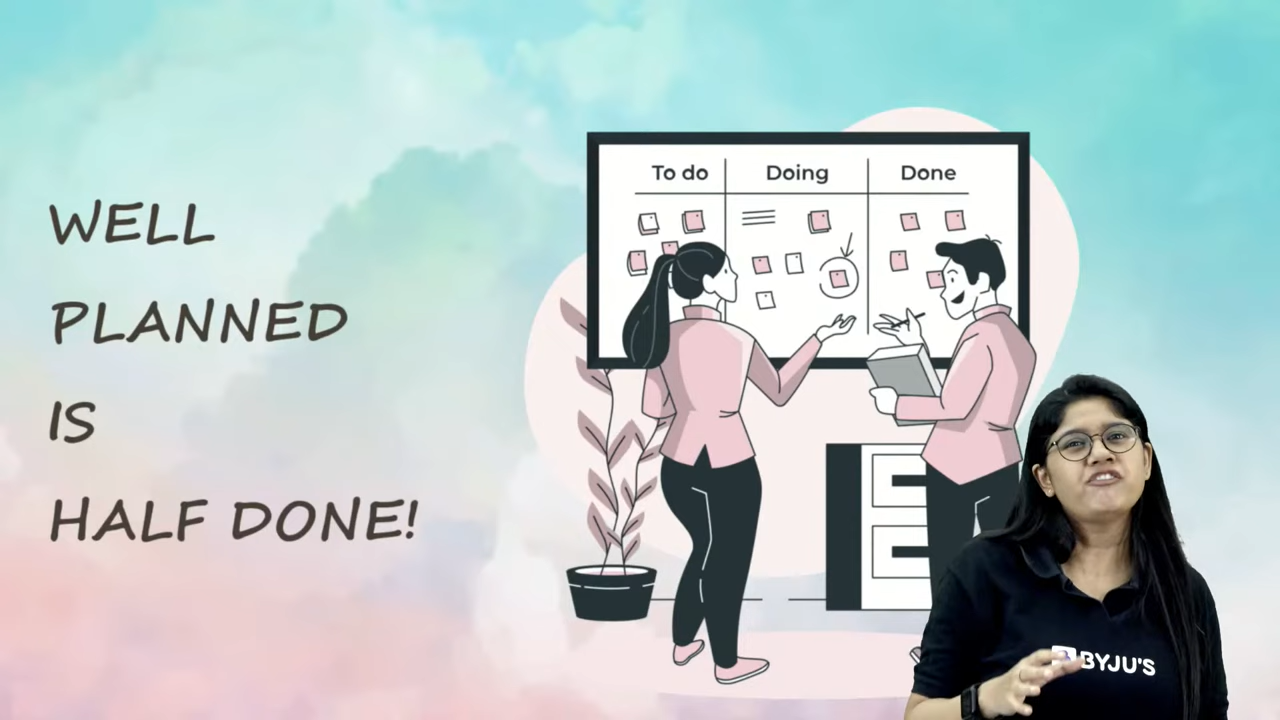 WELL
PLANNED
IS
HALF DONE!
To do Doing Done
BYJU'S